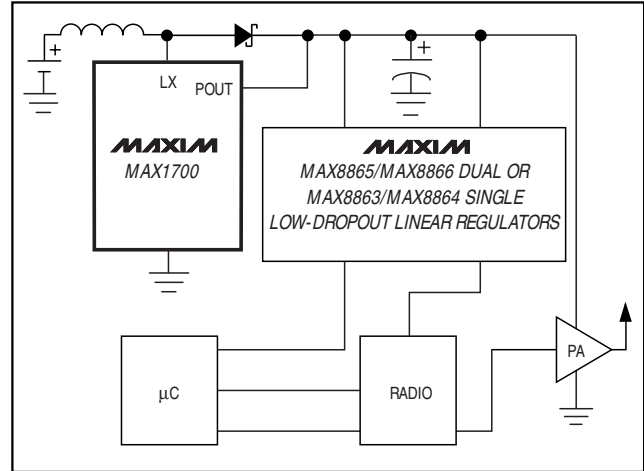 +
+
LX
POUT
MAXIM
MAX1700
MAXIM
MAX8865/MAX8866 DUAL OR
MAX8863/MAX8864 SINGLE
LOW-DROPOUT LINEAR REGULATORS
µC
RADIO
PA